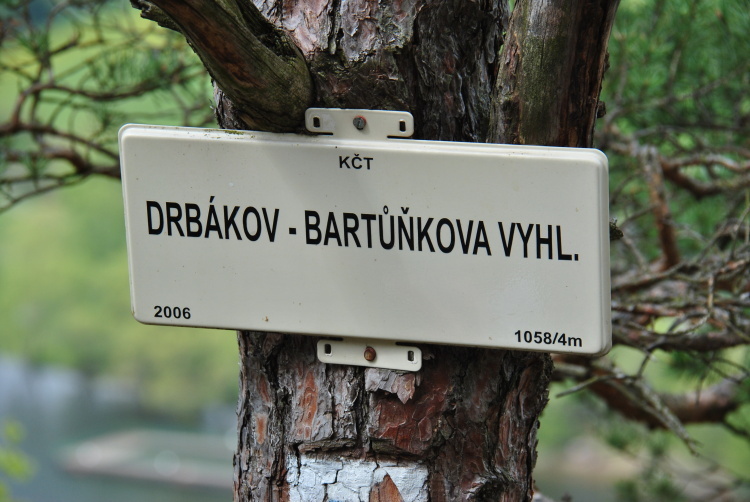 KČT
DRBÁKOV - BARTŮŇKOVA VYHL.
2006
1058/4m